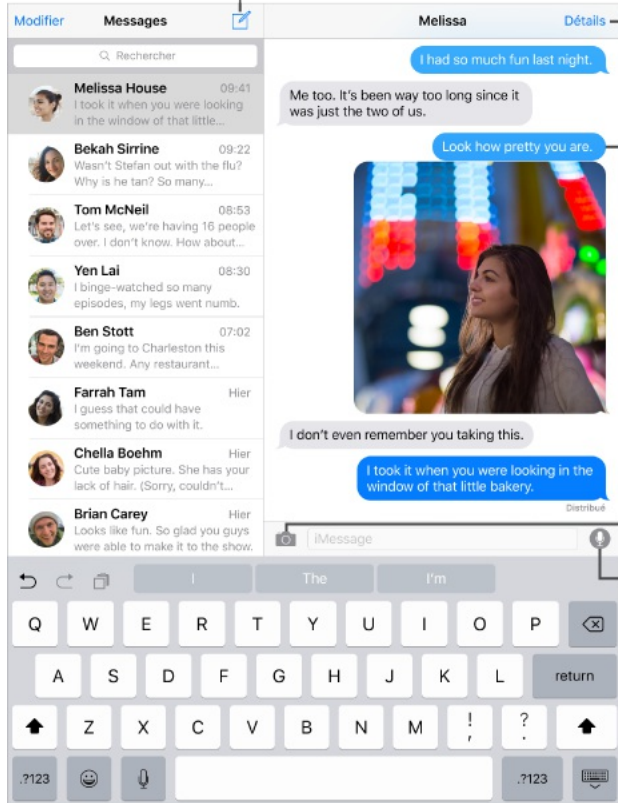 Modifier
Messages
Rechercher
Melissa House 09:41
I took it when you were looking
in the window of that little...
Bekah Sirrine 09:22
Wasn't Stefan out with the flu?
Why is he tan? So many...
Tom McNeil 08:53
Let's see, we're having 16 people
over. I don't know. How about...
Yen Lai 08:30
I binge-watched so many
episodes, my legs went numb.
Ben Stott 07:02
I'm going to Charleston this
weekend. Any restaurant...
Farrah Tam Hier
I guess that could have
something to do with it.
Chella Boehm Hier
Cute baby picture. She has your
lack of hair. (Sorry, couldn't...
Brian Carey Hier
Looks like fun. So glad you guys
were able to make it to the show.
Melissa
Détails
I had so much fun last night.
Me too. It's been way too long since it
was just the two of us.
Look how pretty you are.
I don't even remember you taking this.
I took it when you were looking in the
window of that little bakery.
Distribué
iMessage
I The I'm
Q W E R T Y U I O P
A S D F G H J K L return
Z X C V B N M ! , ? .
.?123 .?123